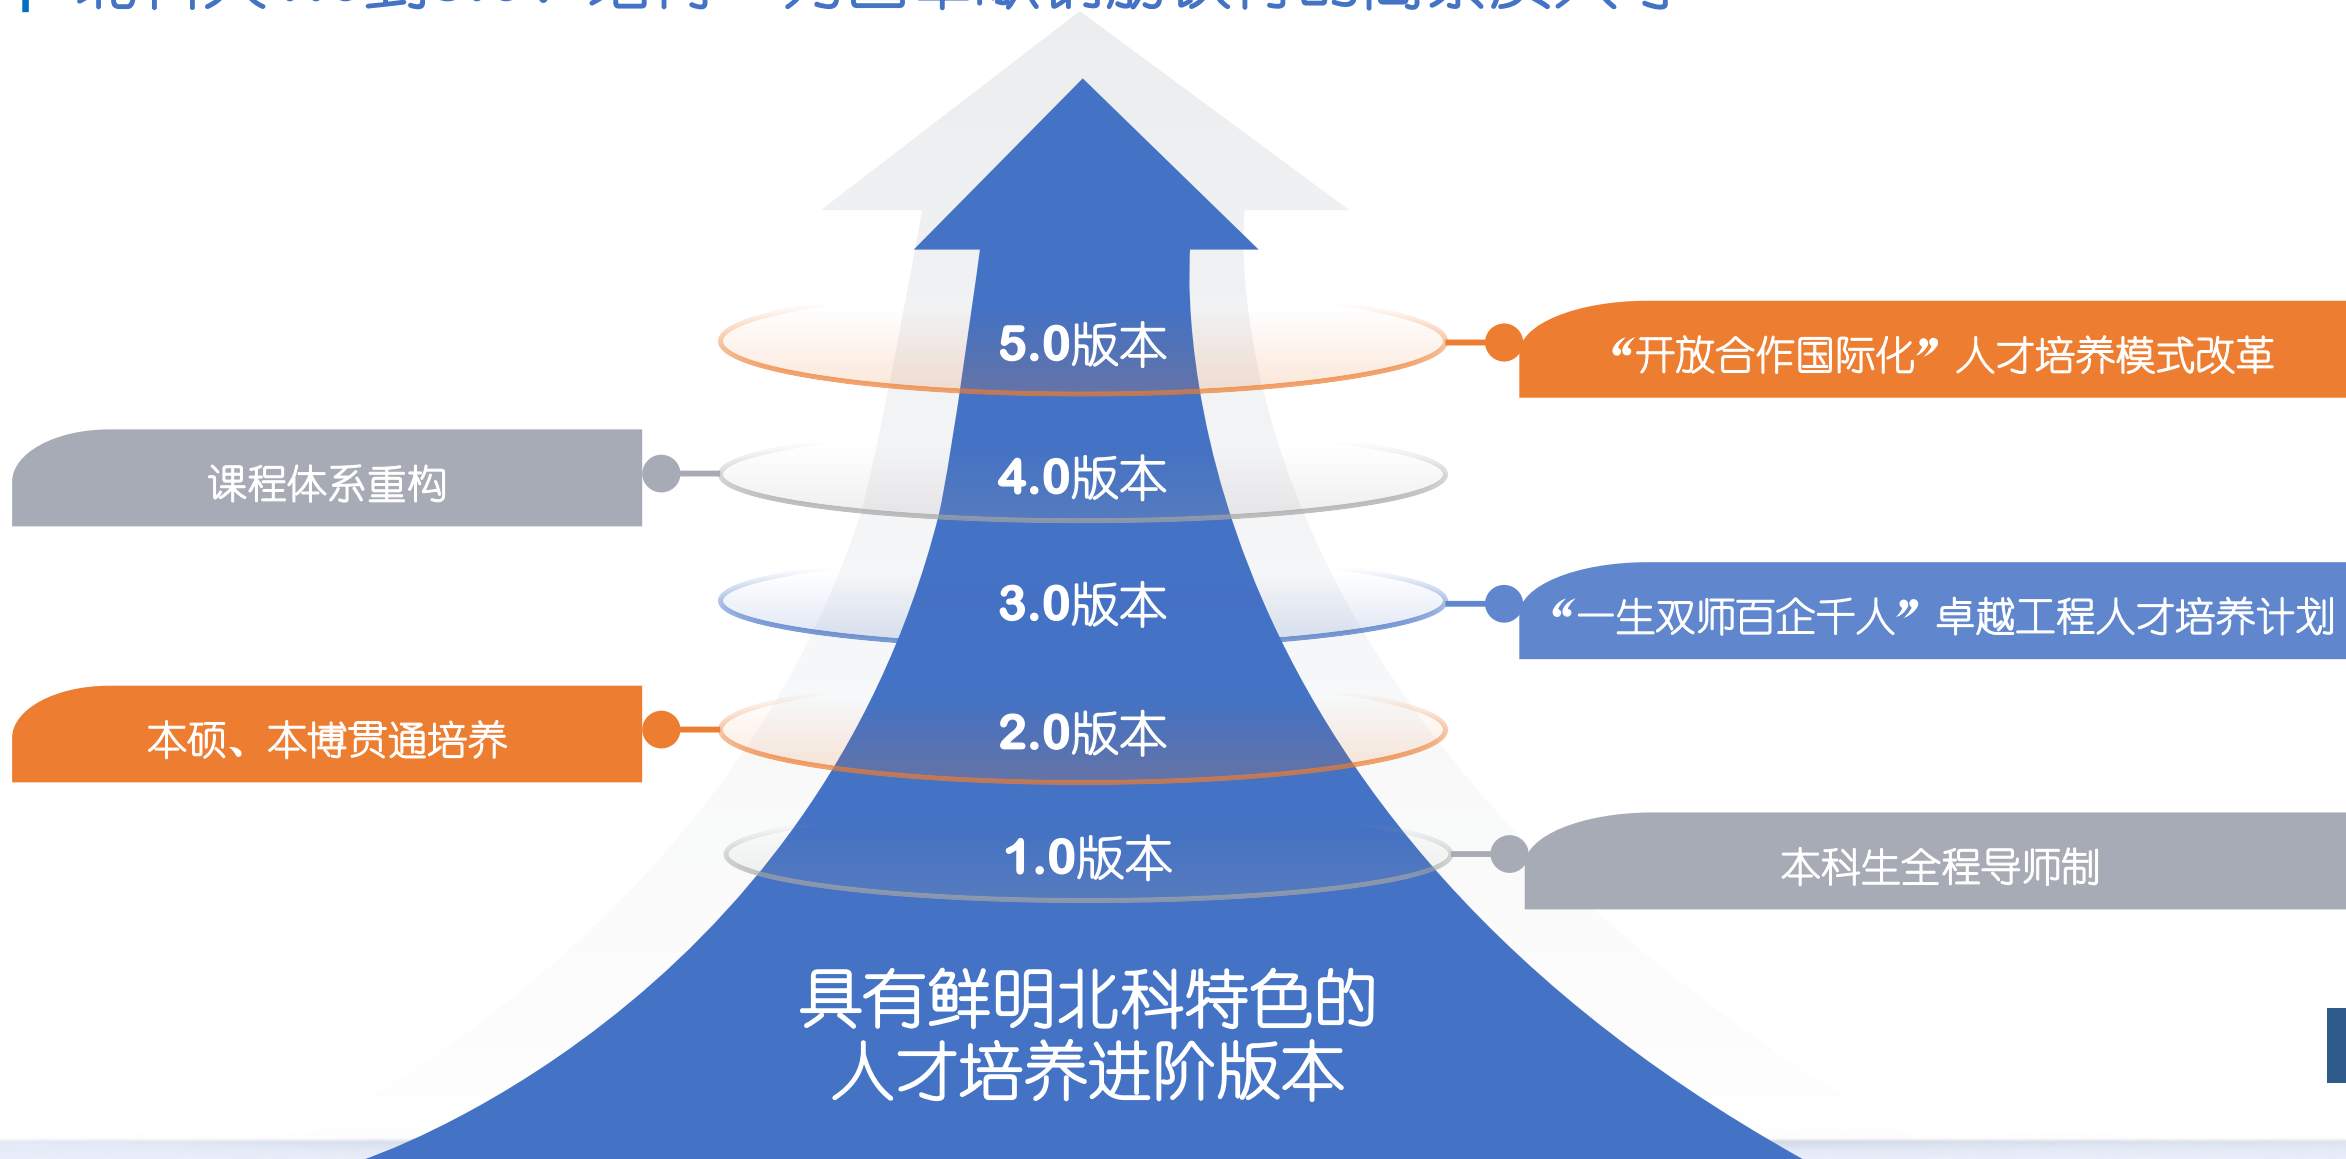 5.0版本
“开放合作国际化”人才培养模式改革
4.0版本
课程体系重构
3.0版本
“一生双师百企千人”卓越工程人才培养计划
2.0版本
本硕、本博贯通培养
1.0版本
本科生全程导师制
具有鲜明北科特色的
人才培养进阶版本